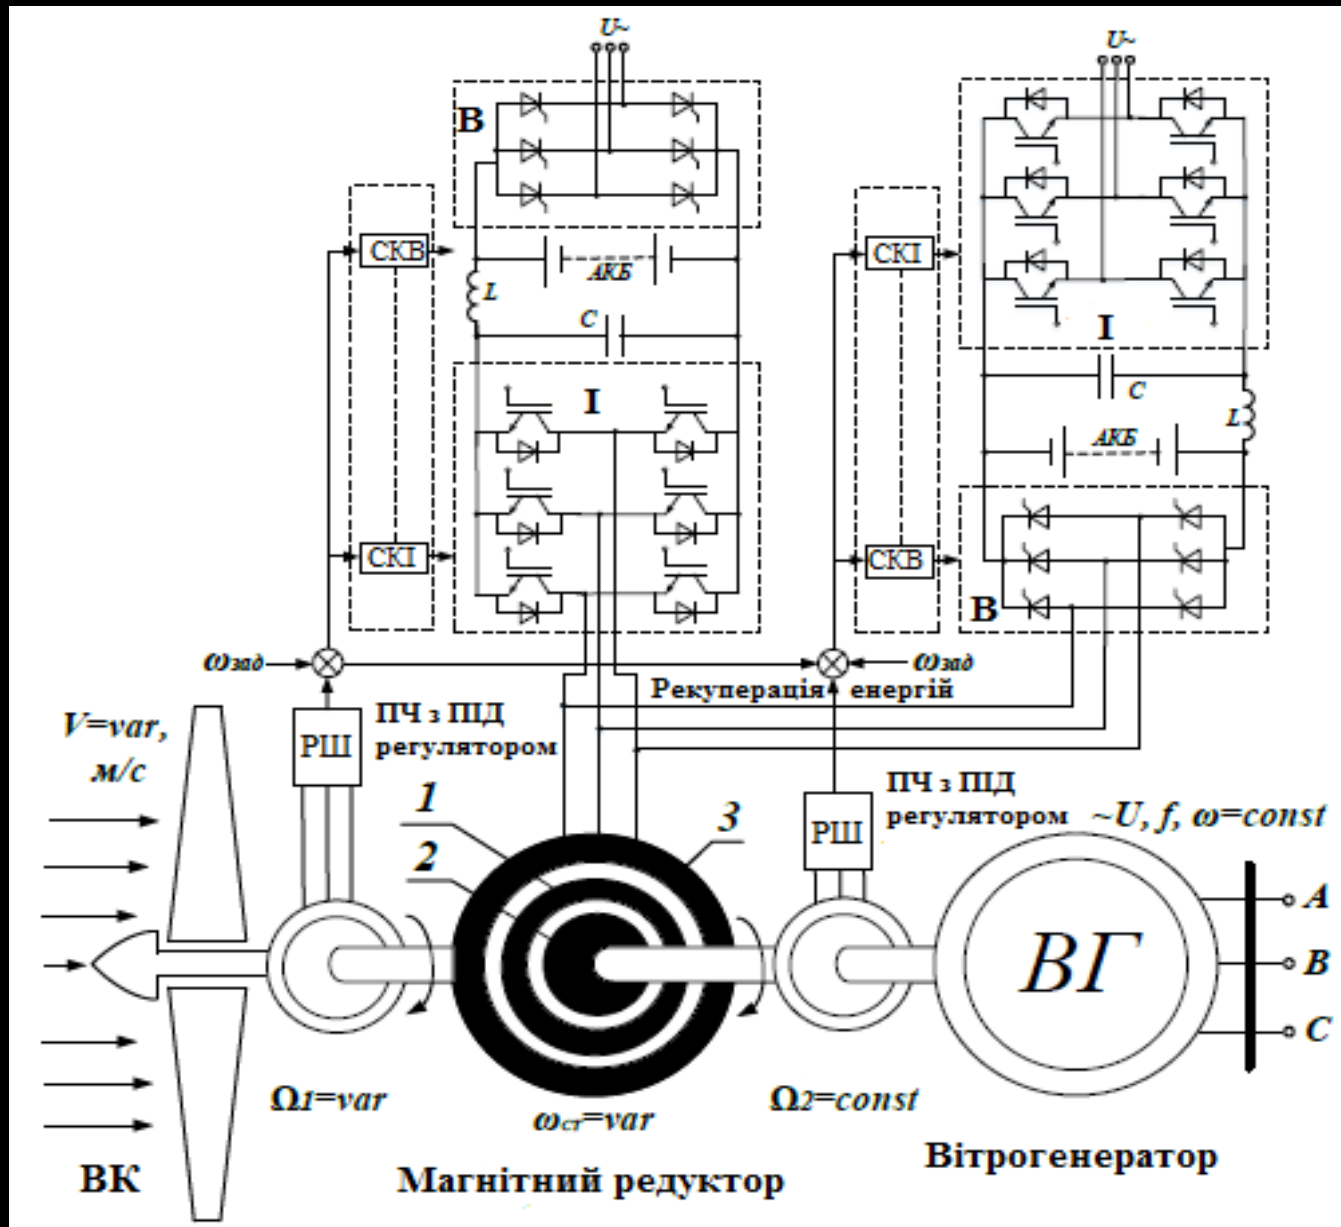 U~
U~
В
СКВ
АКБ
L
C
СКІ
І
І
C
L
АКБ
СКІ
СКВ
В
ωзад
ωзад
Рекуперація енергій
V=var,
м/с
РШ
ПЧ з ПІД
регулятором
ПЧ з ПІД
регулятором
РШ
~U, f, ω=const
1
2
3
ВГ
A
B
C
Ω1=var
ωст=var
Ω2=const
ВК
Магнітний редуктор
Вітрогенератор